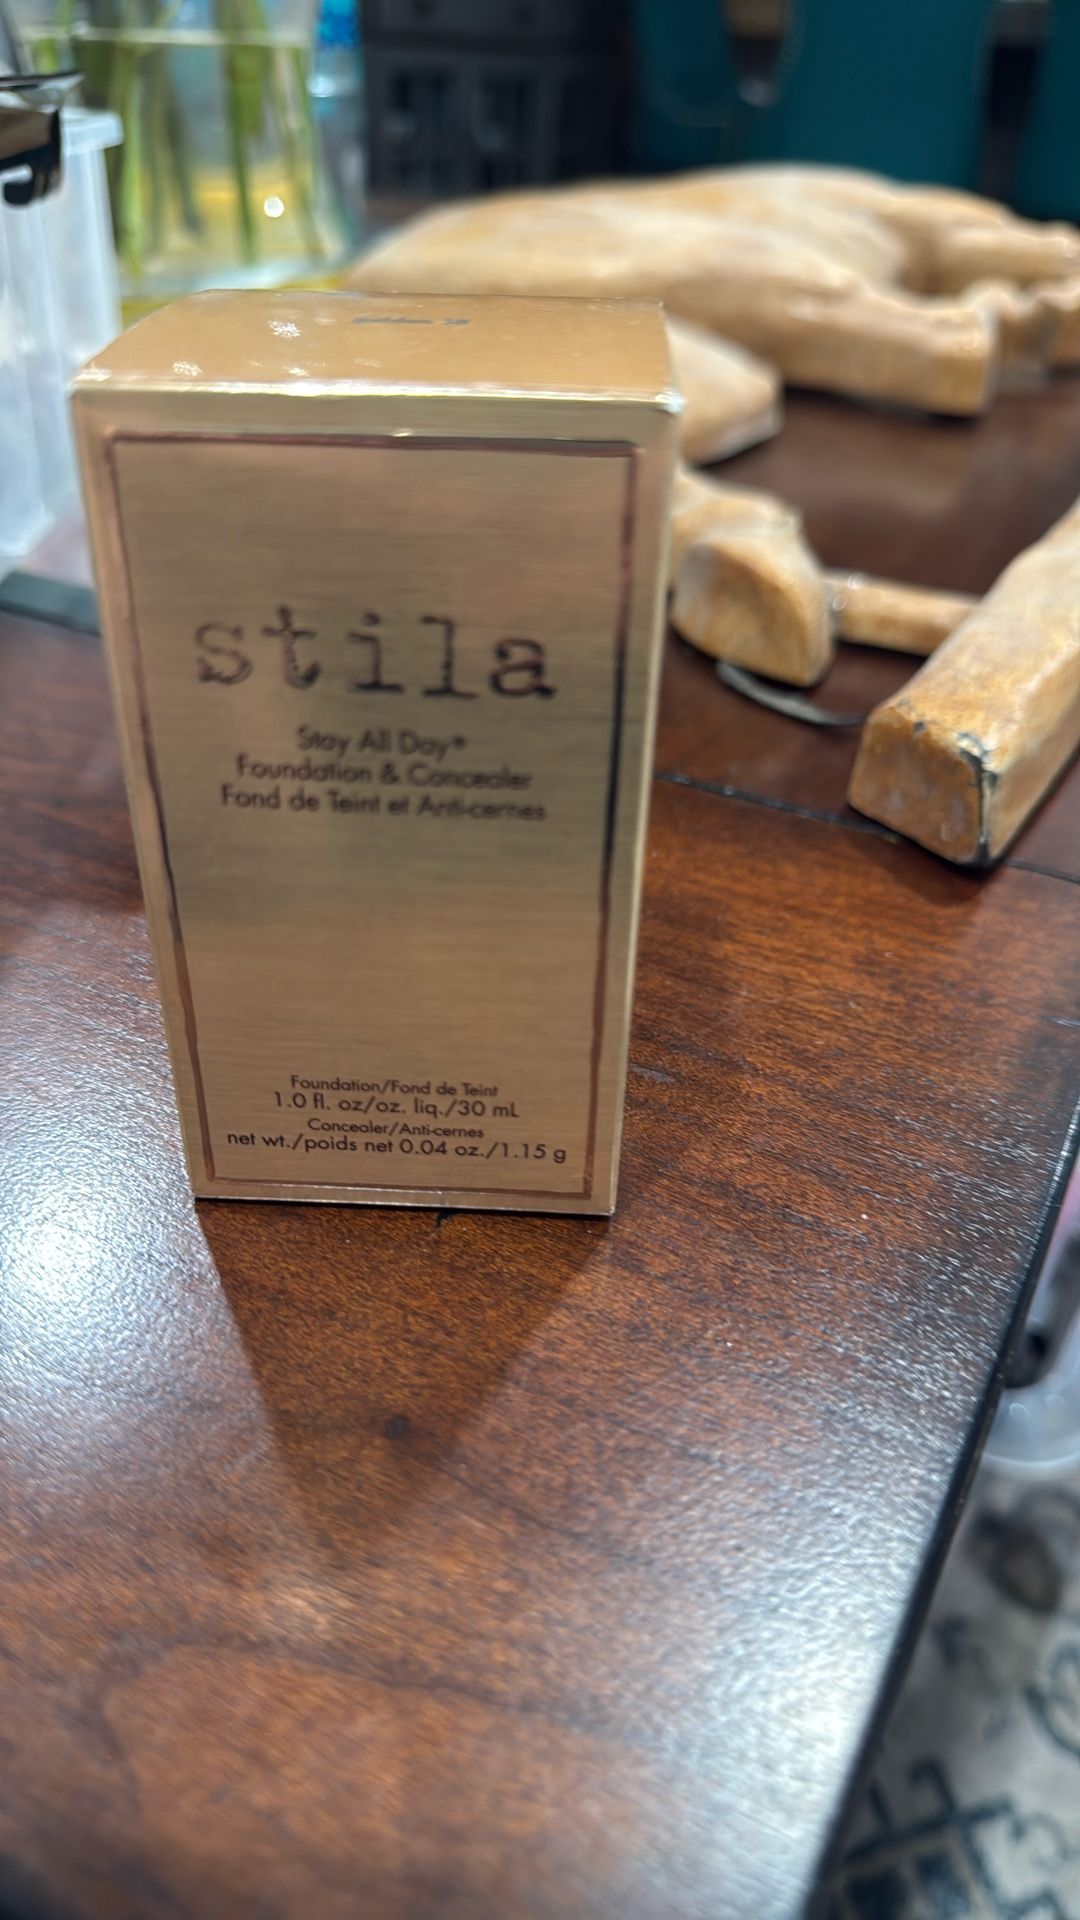 stila
Stay All Day®
Foundation & Concealer
Fond de Teint et Anti-cernes
Foundation/Fond de Teint
1.0 fl. oz/oz. liq./30 mL
Concealer/Anti-cernes
net wt./poids net 0.04 oz./1.15 g